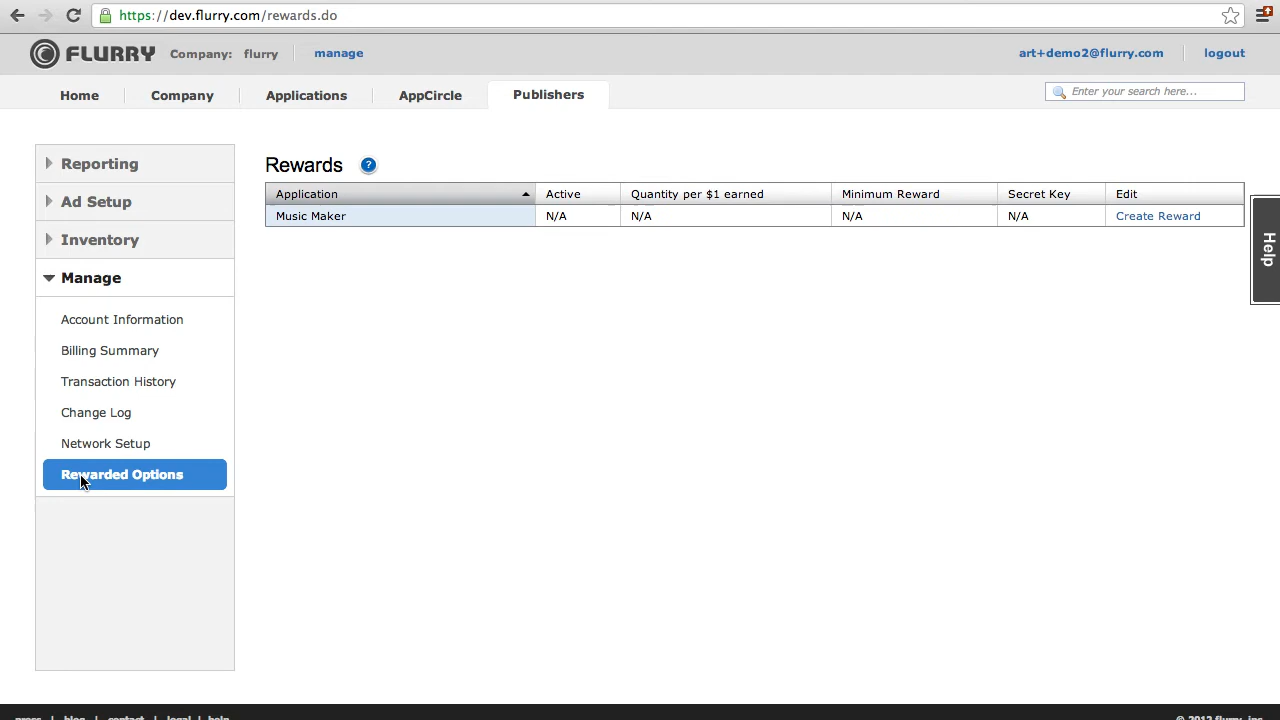 https://dev.flurry.com/rewards.do
FLURRY Company: flurry manage art+demo2@flurry.com logout
Home Company Applications AppCircle Publishers Enter your search here...
Reporting
Ad Setup
Inventory
Manage
Account Information
Billing Summary
Transaction History
Change Log
Network Setup
Rewarded Options
Rewards ?
Application Active Quantity per $1 earned Minimum Reward Secret Key Edit
Music Maker N/A N/A N/A N/A Create Reward
Help
press | blog | contact | legal | help © 2012 flurry, inc.